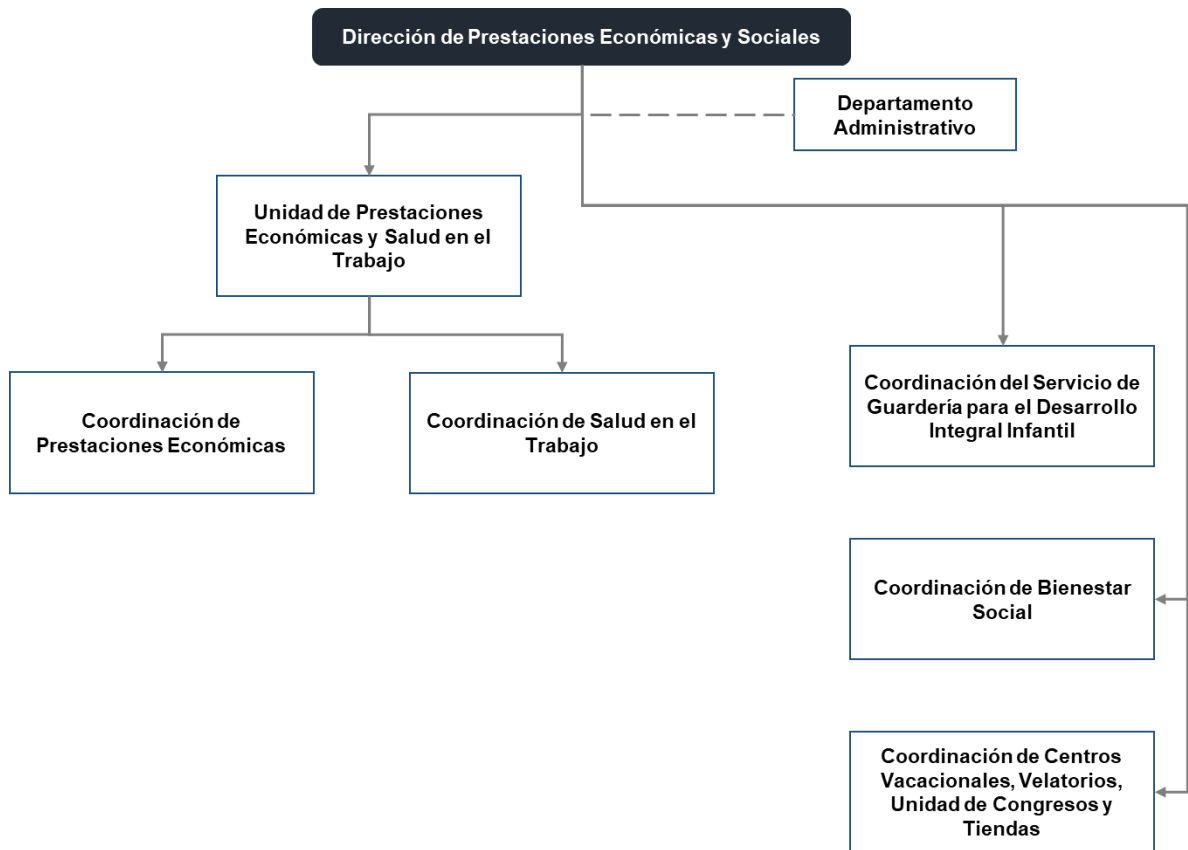 Dirección de Prestaciones Económicas y Sociales
Departamento
Administrativo
Unidad de Prestaciones
Económicas y Salud en el
Trabajo
Coordinación de
Prestaciones Económicas
Coordinación de Salud en el
Trabajo
Coordinación del Servicio de
Guardería para el Desarrollo
Integral Infantil
Coordinación de Bienestar
Social
Coordinación de Centros
Vacacionales, Velatorios,
Unidad de Congresos y
Tiendas